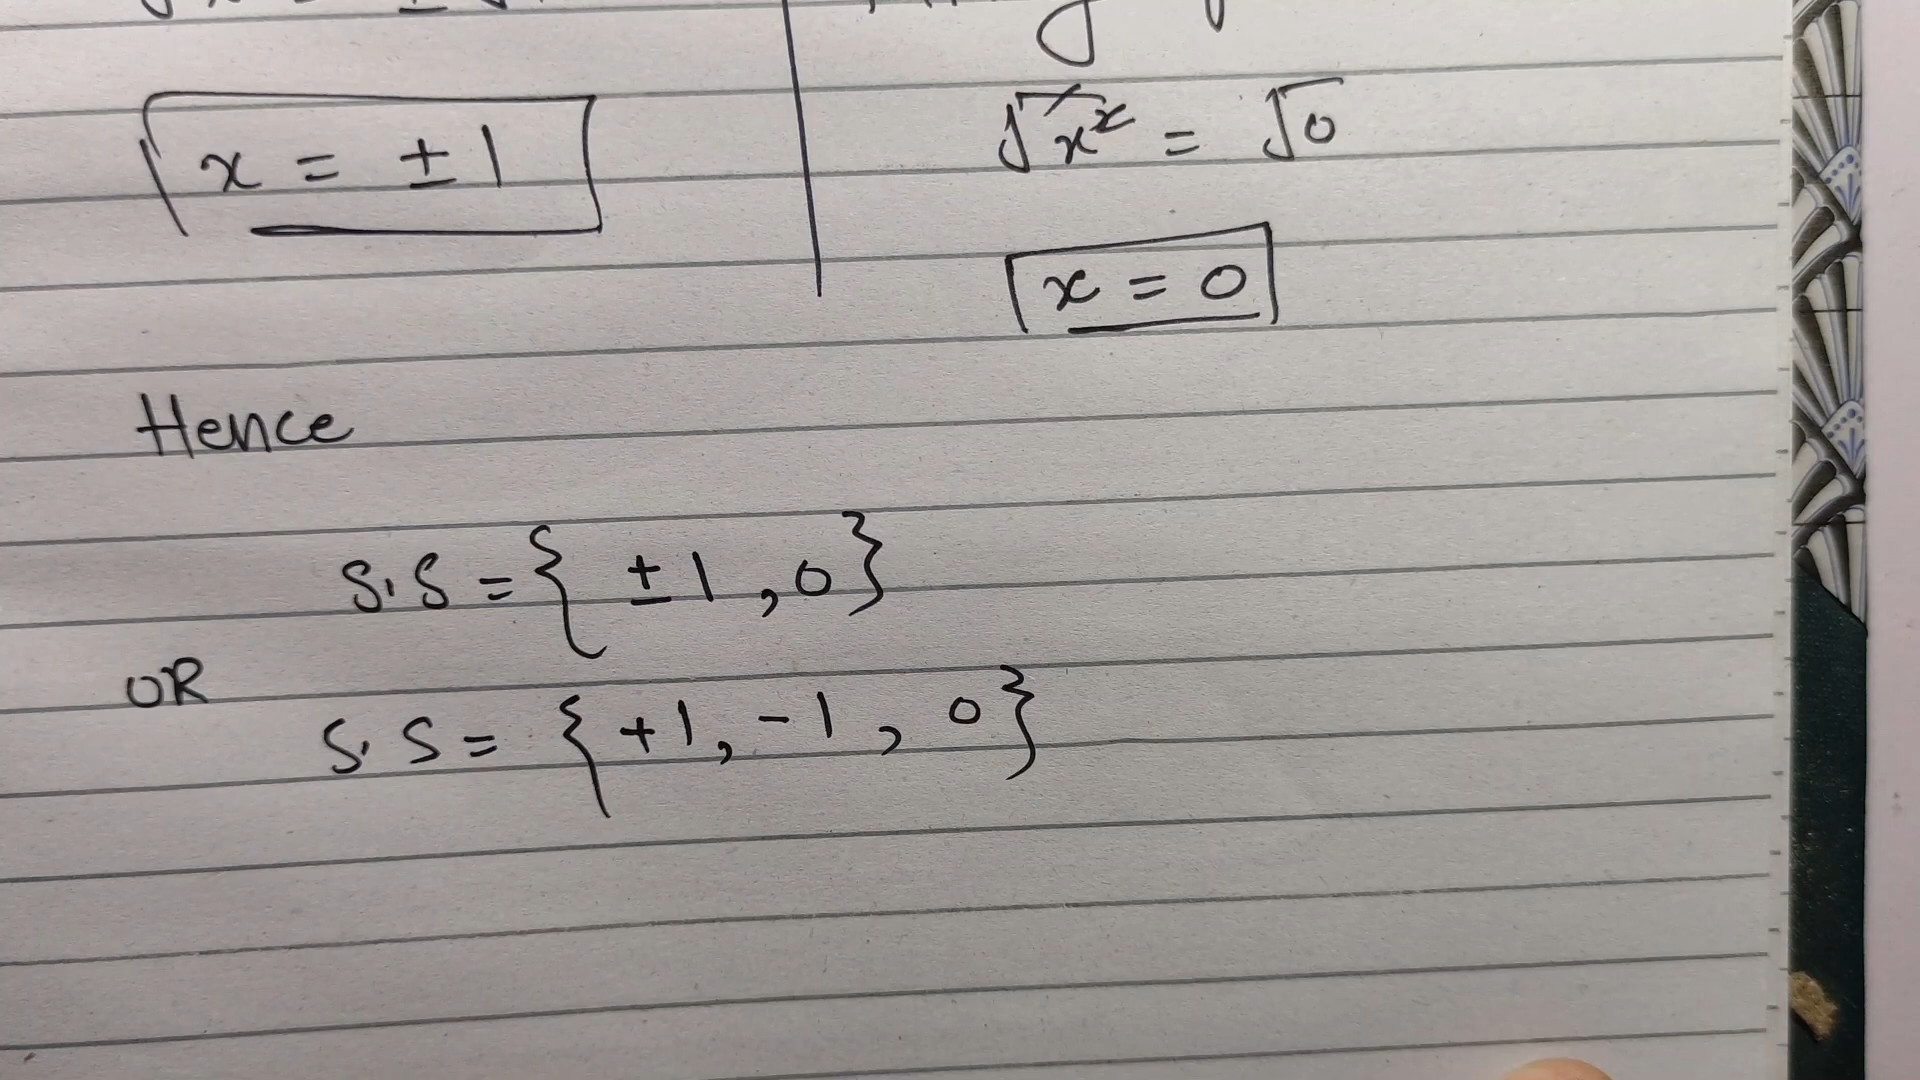 x = ±1
√x² = √0
x = 0
Hence
S.S = { ±1 , 0 }
OR
S.S = { +1, -1 , 0 }